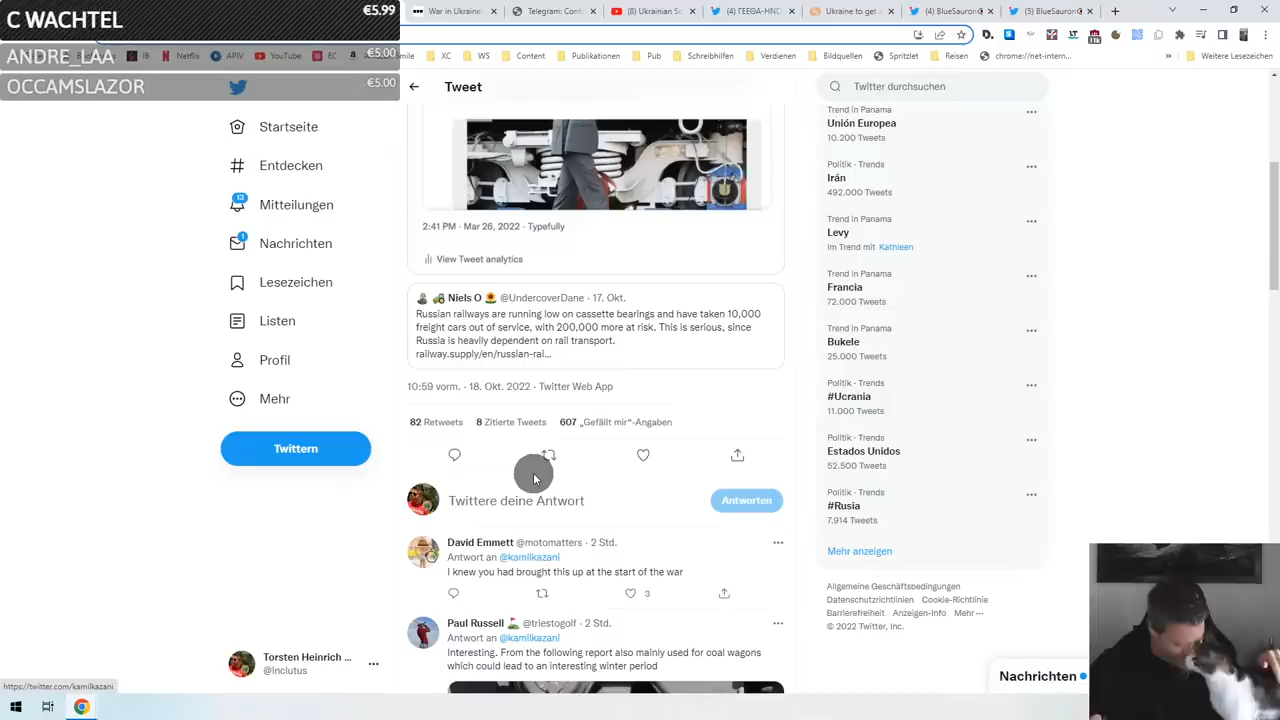 C WACHTEL
€5.99
ANDRE_LAA
€5.00
OCCAMSLAZOR
€5.00
War in Ukraine
Telegram: Cont
(8) Ukrainian Sc
Ukraine to get
(4) BlueSauron
(4) BlueSauron
11k
IB
Netflix
APIV
YouTube
EC
XC
WS
Content
Publikationen
Pub
Schreibhilfen
Verdienen
Bildquellen
Spritzlet
Reisen
chrome://net-intern...
»
Weitere Lesezeichen
Startseite
Entdecken
13
Mitteilungen
1
Nachrichten
Lesezeichen
Listen
Profil
Mehr
Twittern
Torsten Heinrich ...
@Inclutus
https://twitter.com/kamilkazani
Tweet
2:41 PM · Mar 26, 2022 · Typefully
View Tweet analytics
Niels O @UndercoverDane · 17. Okt.
Russian railways are running low on cassette bearings and have taken 10,000
freight cars out of service, with 200,000 more at risk. This is serious, since
Russia is heavily dependent on rail transport.
railway.supply/en/russian-rai...
10:59 vorm. · 18. Okt. 2022 · Twitter Web App
82 Retweets 8 Zitierte Tweets 607 „Gefällt mir“-Angaben
Twittere deine Antwort
Antworten
David Emmett @motomatters · 2 Std.
Antwort an @kamilkazani
I knew you had brought this up at the start of the war
3
Paul Russell @triestogolf · 2 Std.
Antwort an @kamilkazani
Interesting. From the following report also mainly used for coal wagons
which could lead to an interesting winter period
Twitter durchsuchen
Trend in Panama
Unión Europea
10.200 Tweets
Politik · Trends
Irán
492.000 Tweets
Trend in Panama
Levy
Im Trend mit Kathleen
Trend in Panama
Francia
72.000 Tweets
Trend in Panama
Bukele
25.000 Tweets
Politik · Trends
#Ucrania
11.000 Tweets
Politik · Trends
Estados Unidos
52.500 Tweets
Politik · Trends
#Rusia
7.914 Tweets
Mehr anzeigen
Allgemeine Geschäftsbedingungen
Datenschutzrichtlinien Cookie-Richtlinie
Barrierefreiheit Anzeigen-Info Mehr ···
© 2022 Twitter, Inc.
Nachrichten